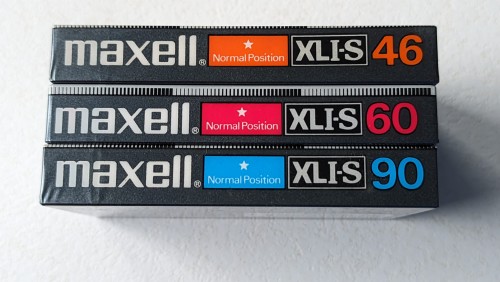 maxell® ★ Normal Position XLI-S 46
maxell® ★ Normal Position XLI-S 60
maxell® ★ Normal Position XLI-S 90